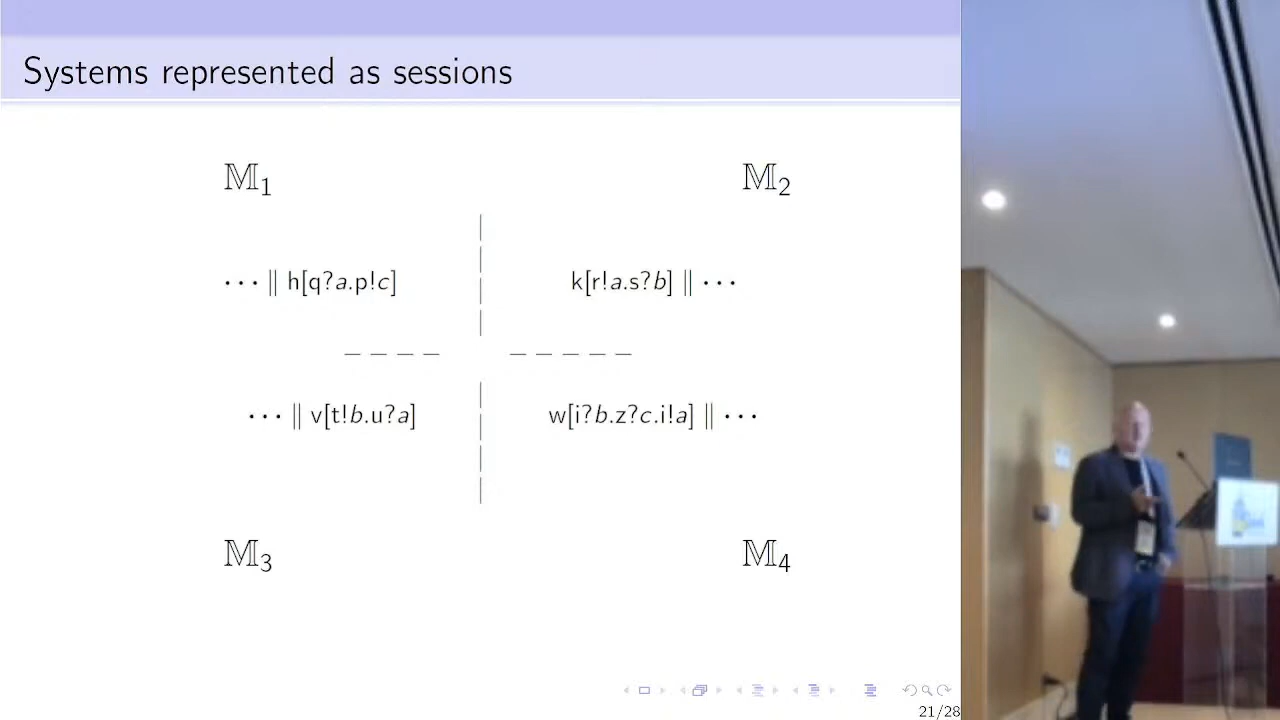 Systems represented as sessions
𝕄₁ 𝕄₂
··· ∥ h[q?a.p!c] k[r!a.s?b] ∥ ···
··· ∥ v[t!b.u?a] w[i?b.z?c.i!a] ∥ ···
𝕄₃ 𝕄₄
21/28